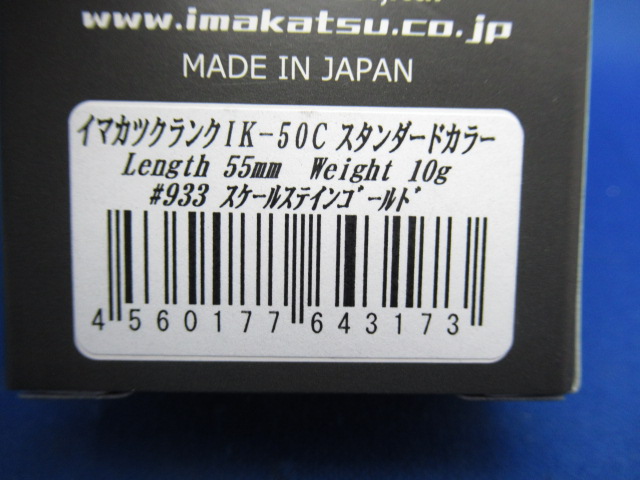 www.imakatsu.co.jp
MADE IN JAPAN
イマカツクランクIK-50C スタンダードカラー
Length 55mm Weight 10g
#933 スケールステインゴールド
4 560177 643173